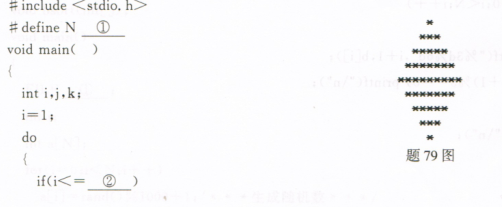 # include <stdio. h>
# define N ①
void main( )
{
int i,j,k;
i=1;
do
{
if(i<= ② )
*
***
*****
*******
*********
*******
*****
***
*
题 79 图